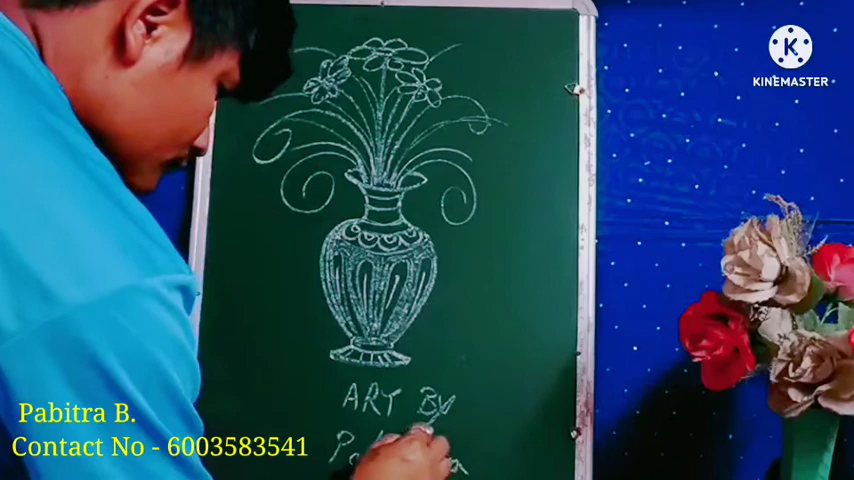 KINEMASTER
ART BY
Pabitra B.
Contact No - 6003583541